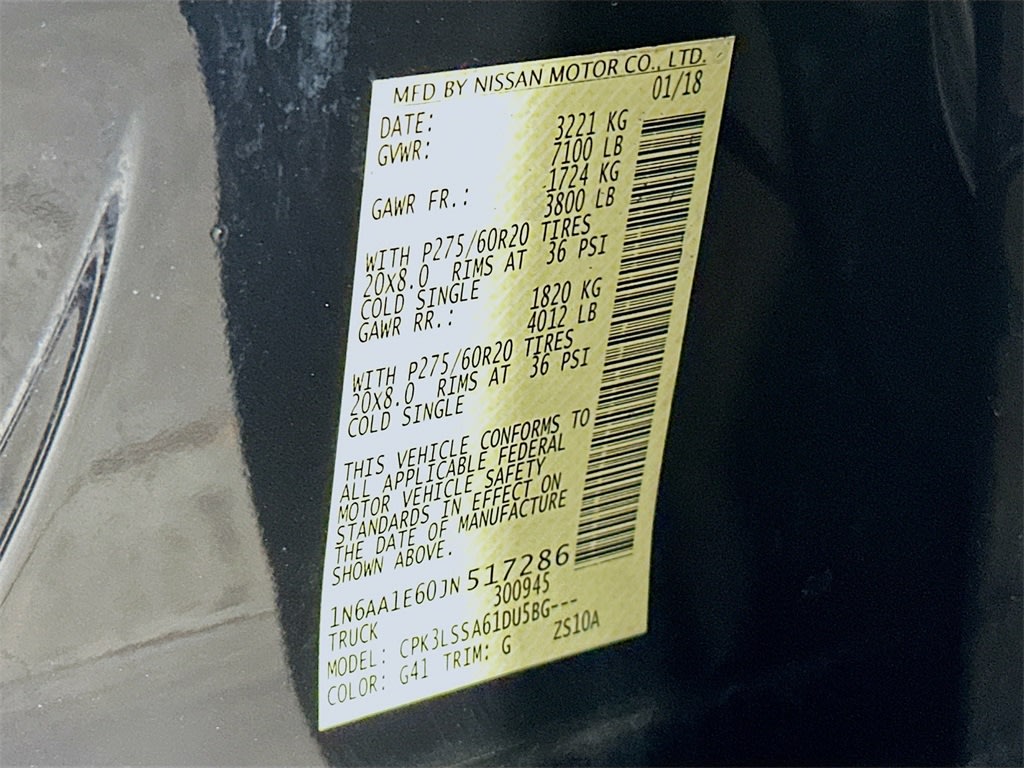 MFD BY NISSAN MOTOR CO., LTD.
DATE: 01/18
GVWR: 3221 KG
7100 LB
GAWR FR.: 1724 KG
3800 LB
WITH P275/60R20 TIRES
20X8.0 RIMS AT 36 PSI
COLD SINGLE
GAWR RR.: 1820 KG
4012 LB
WITH P275/60R20 TIRES
20X8.0 RIMS AT 36 PSI
COLD SINGLE
THIS VEHICLE CONFORMS TO
ALL APPLICABLE FEDERAL
MOTOR VEHICLE SAFETY
STANDARDS IN EFFECT ON
THE DATE OF MANUFACTURE
SHOWN ABOVE.
1N6AA1E60JN517286
TRUCK 300945
MODEL: CPK3LSSA61DU5BG---
COLOR: G41 TRIM: G ZS10A